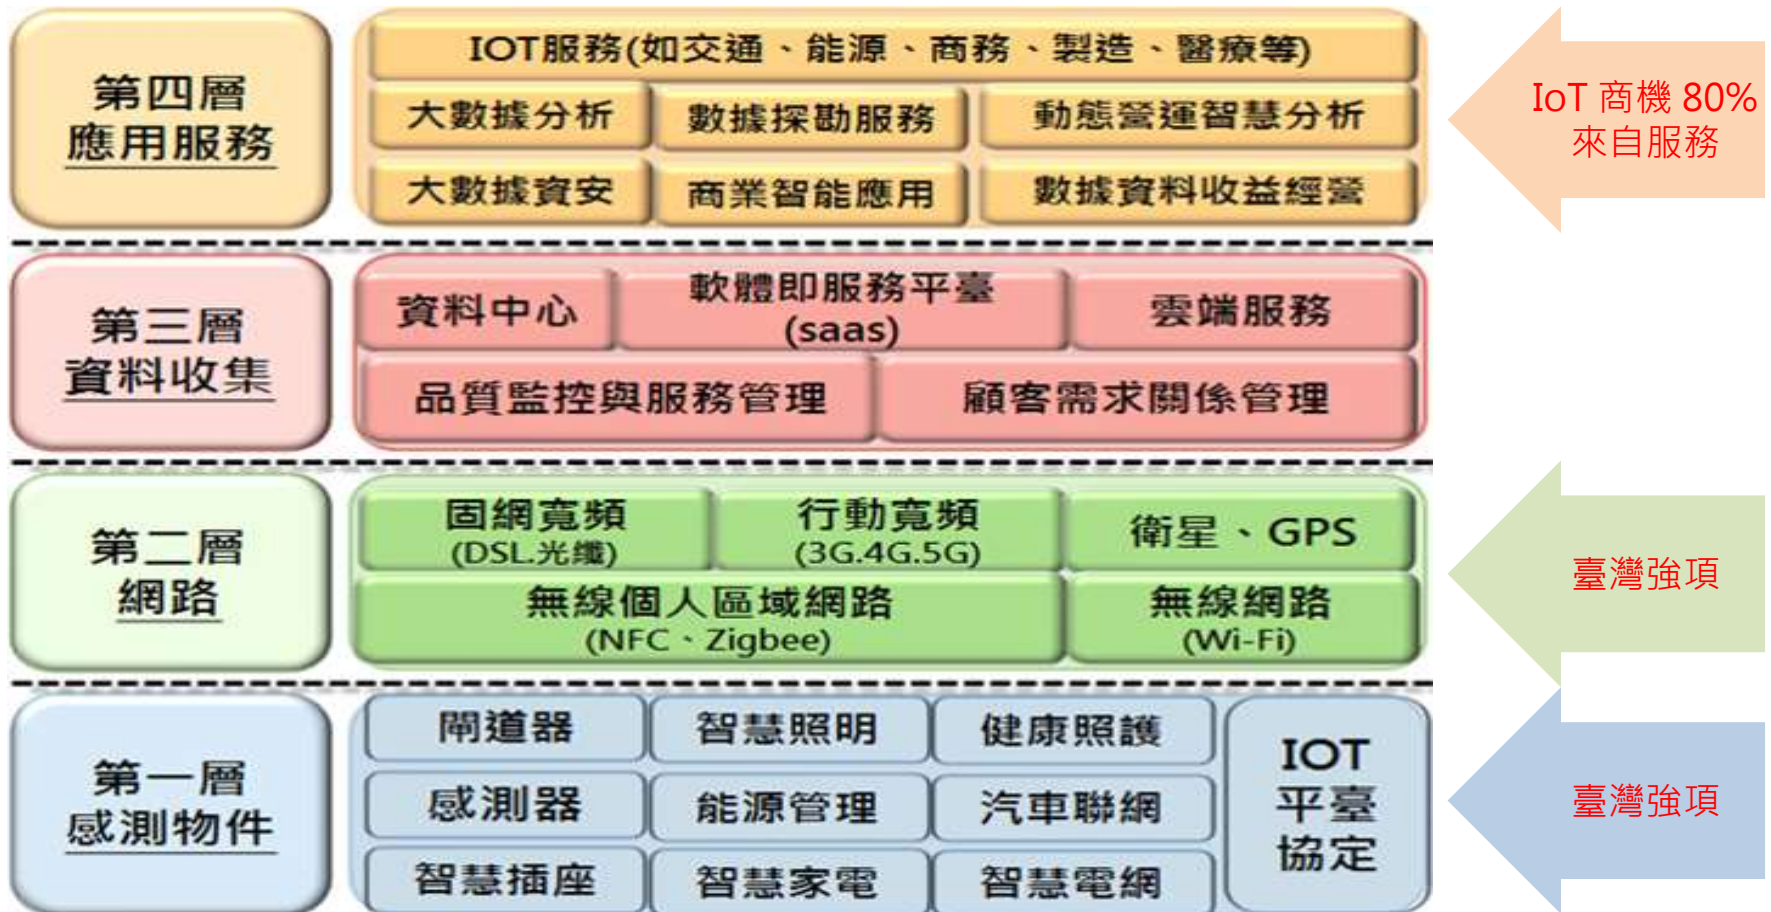 第四層
應用服務
IOT服務(如交通、能源、商務、製造、醫療等)
大數據分析
數據探勘服務
動態營運智慧分析
大數據資安
商業智能應用
數據資料收益經營
IoT 商機 80%
來自服務
第三層
資料收集
資料中心
軟體即服務平臺
(saas)
雲端服務
品質監控與服務管理
顧客需求關係管理
第二層
網路
固網寬頻
(DSL.光纖)
行動寬頻
(3G.4G.5G)
衛星、GPS
無線個人區域網路
(NFC、Zigbee)
無線網路
(Wi-Fi)
臺灣強項
第一層
感測物件
閘道器
智慧照明
健康照護
感測器
能源管理
汽車聯網
智慧插座
智慧家電
智慧電網
IOT
平臺
協定
臺灣強項